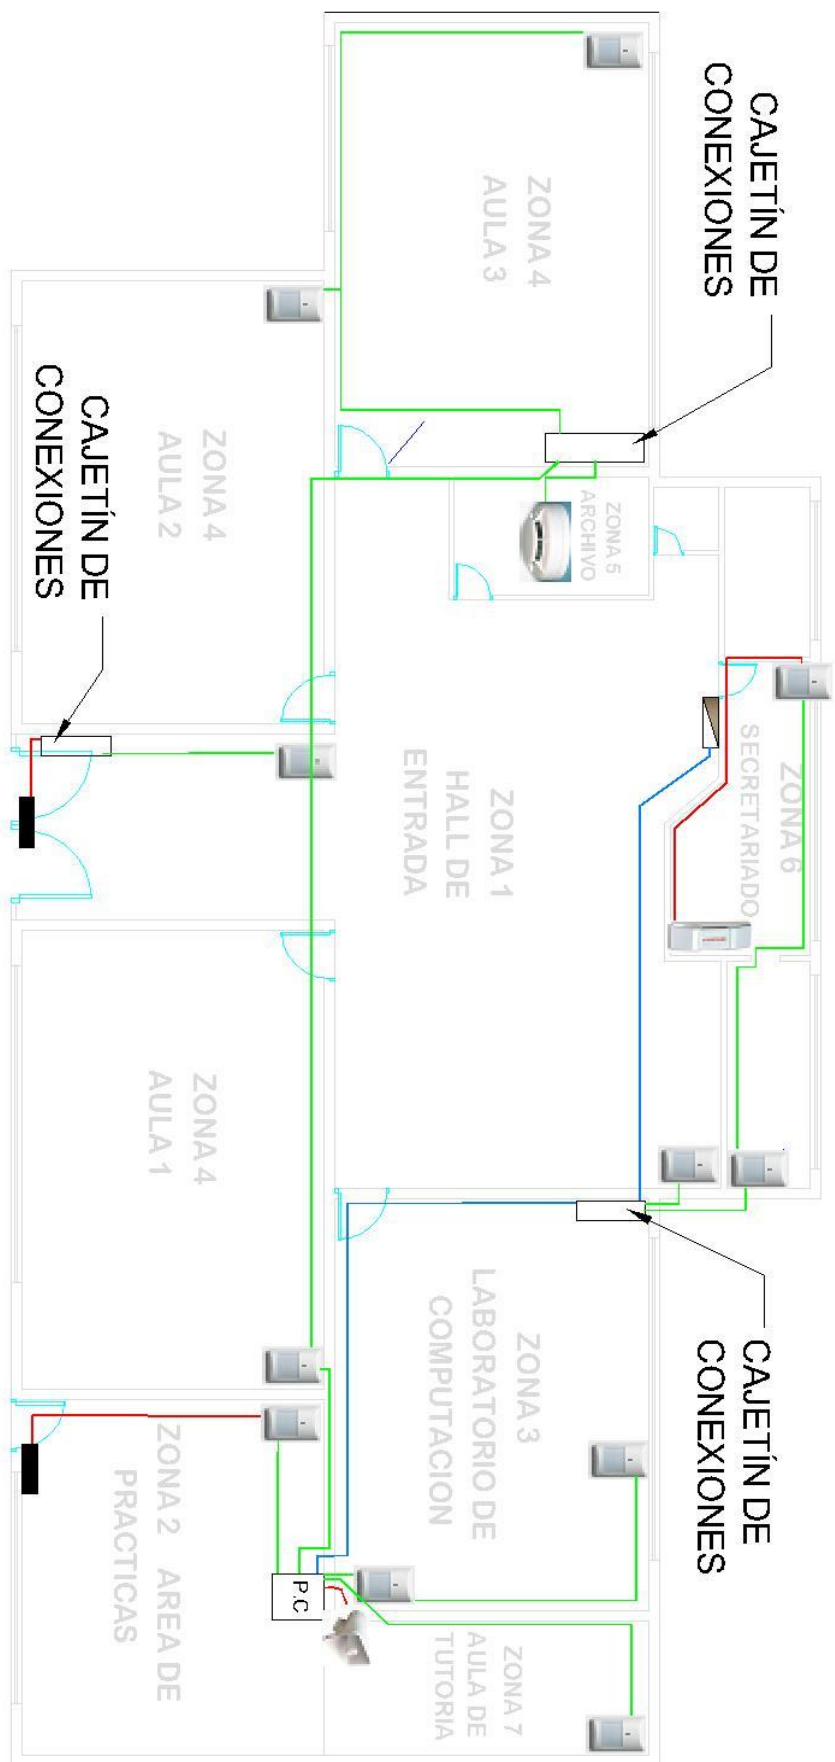 CAJETÍN DE
CONEXIONES
ZONA 4
AULA 3
ZONA 4
AULA 2
CAJETÍN DE
CONEXIONES
ZONA 5
ARCHIVO
ZONA 6
SECRETARIADO
ZONA 1
HALL DE
ENTRADA
ZONA 4
AULA 1
CAJETÍN DE
CONEXIONES
ZONA 3
LABORATORIO DE
COMPUTACION
ZONA 2 AREA DE
PRACTICAS
P.C
ZONA 7
AULA DE
TUTORIA